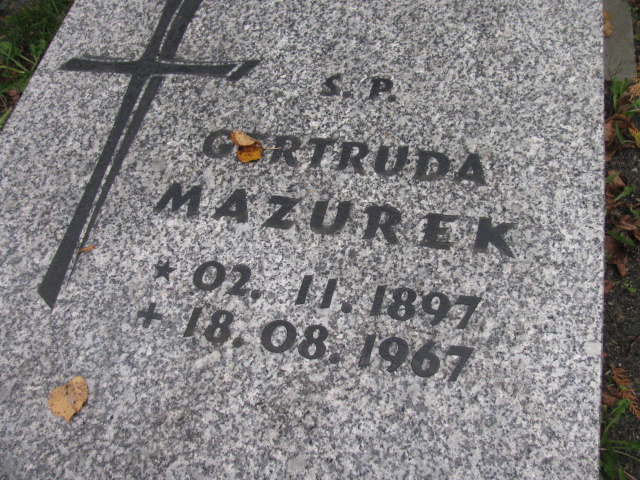 S. P.
GERTRUDA
MAZUREK
* 02. 11. 1897
+ 18. 08. 1967